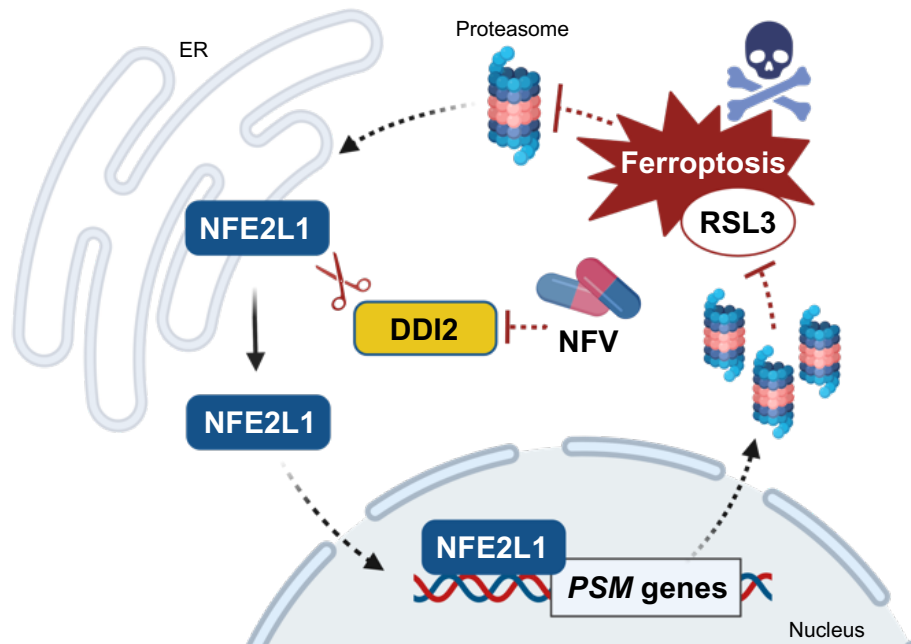 ER
Proteasome
Ferroptosis
RSL3
NFE2L1
DDI2
NFV
NFE2L1
NFE2L1
PSM genes
Nucleus